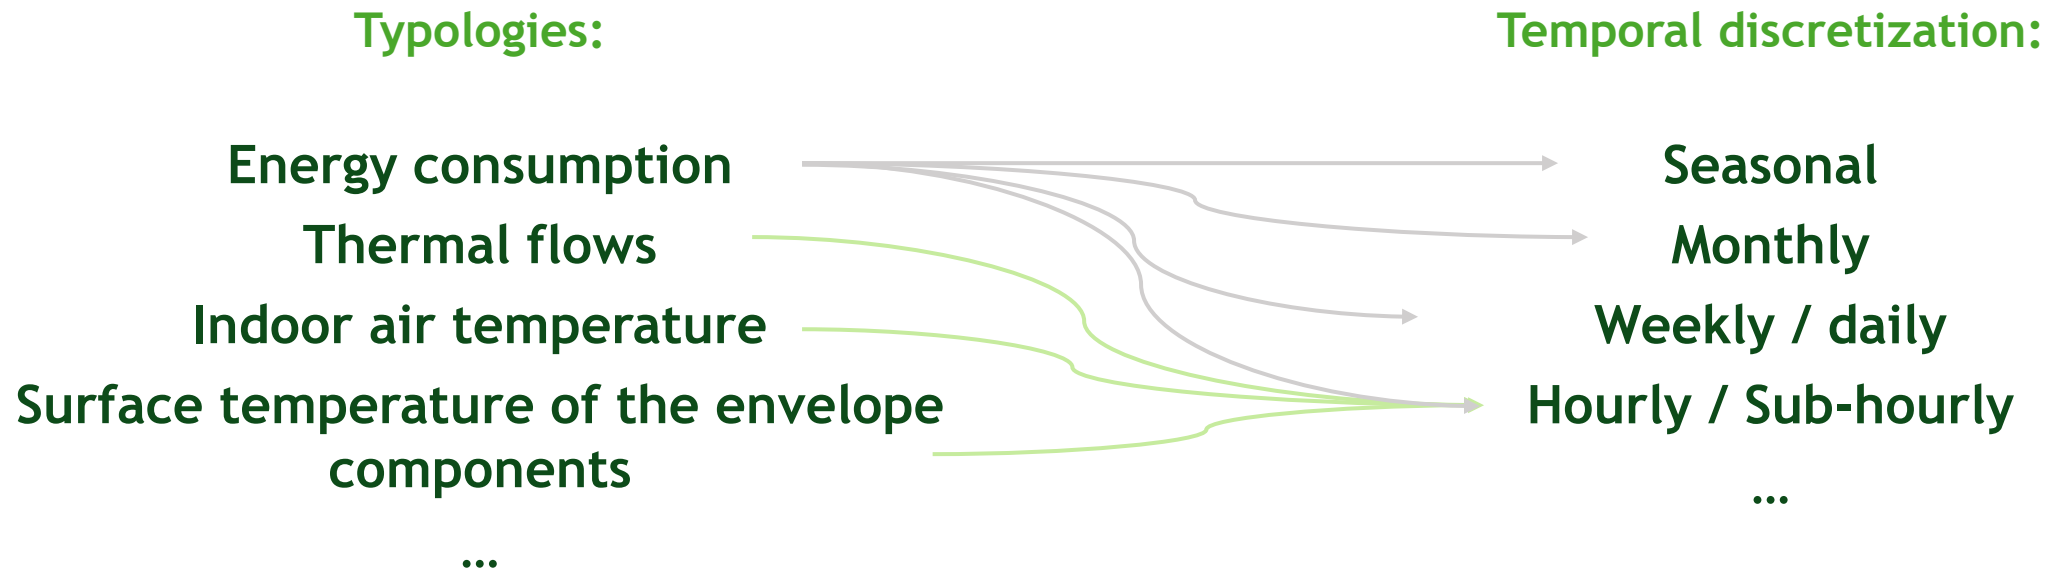 Typologies:
Energy consumption
Thermal flows
Indoor air temperature
Surface temperature of the envelope
components
…
Temporal discretization:
Seasonal
Monthly
Weekly / daily
Hourly / Sub-hourly
…